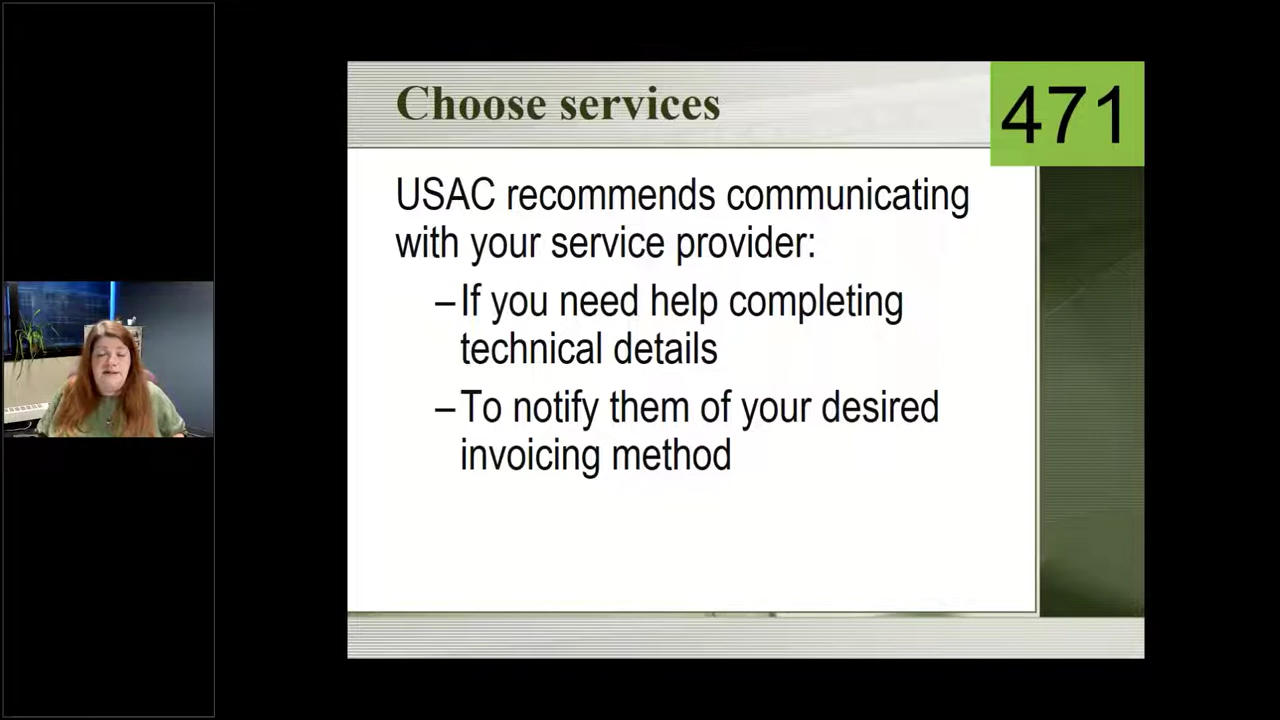 Choose services
471
USAC recommends communicating
with your service provider:
–If you need help completing
technical details
–To notify them of your desired
invoicing method